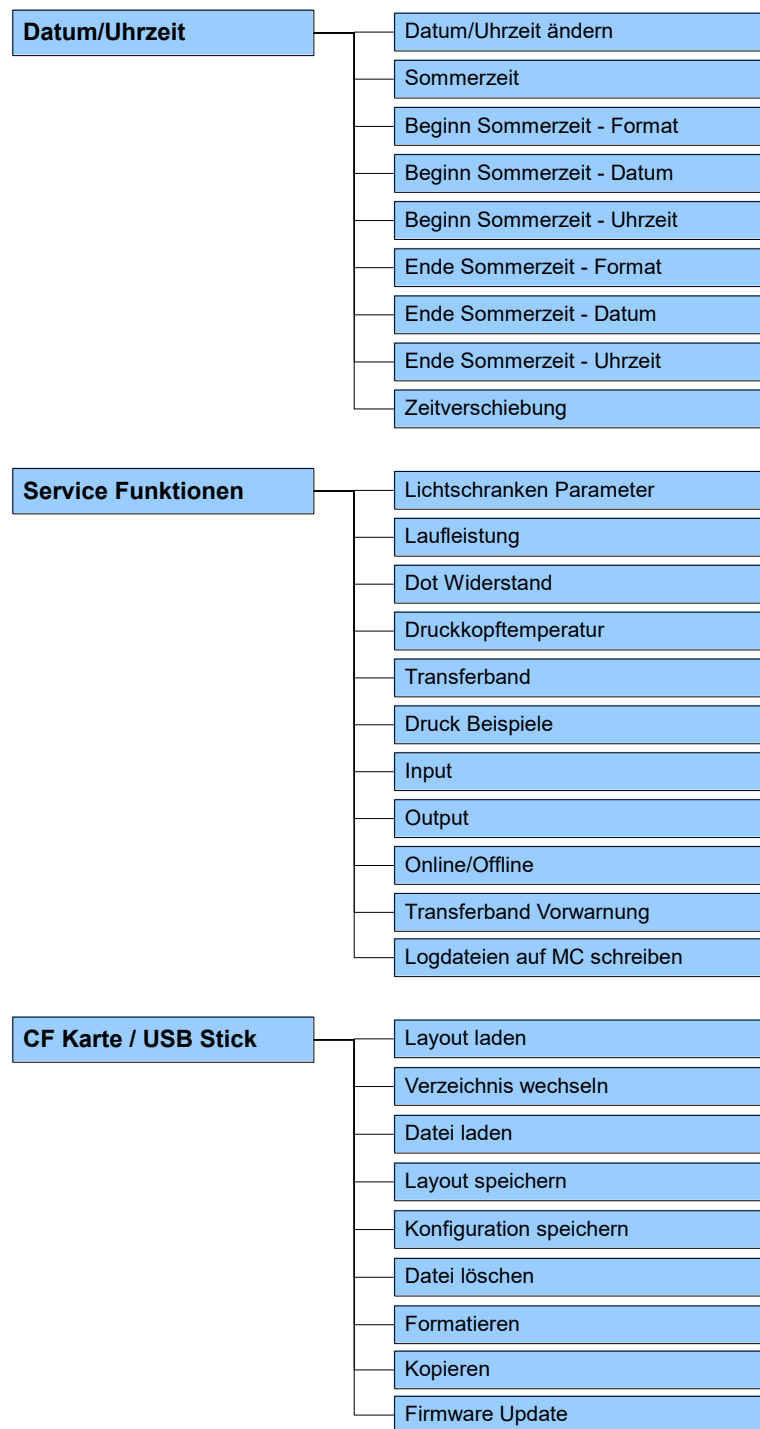 Datum/Uhrzeit
Datum/Uhrzeit ändern
Sommerzeit
Beginn Sommerzeit - Format
Beginn Sommerzeit - Datum
Beginn Sommerzeit - Uhrzeit
Ende Sommerzeit - Format
Ende Sommerzeit - Datum
Ende Sommerzeit - Uhrzeit
Zeitverschiebung
Service Funktionen
Lichtschranken Parameter
Laufleistung
Dot Widerstand
Druckkopftemperatur
Transferband
Druck Beispiele
Input
Output
Online/Offline
Transferband Vorwarnung
Logdateien auf MC schreiben
CF Karte / USB Stick
Layout laden
Verzeichnis wechseln
Datei laden
Layout speichern
Konfiguration speichern
Datei löschen
Formatieren
Kopieren
Firmware Update